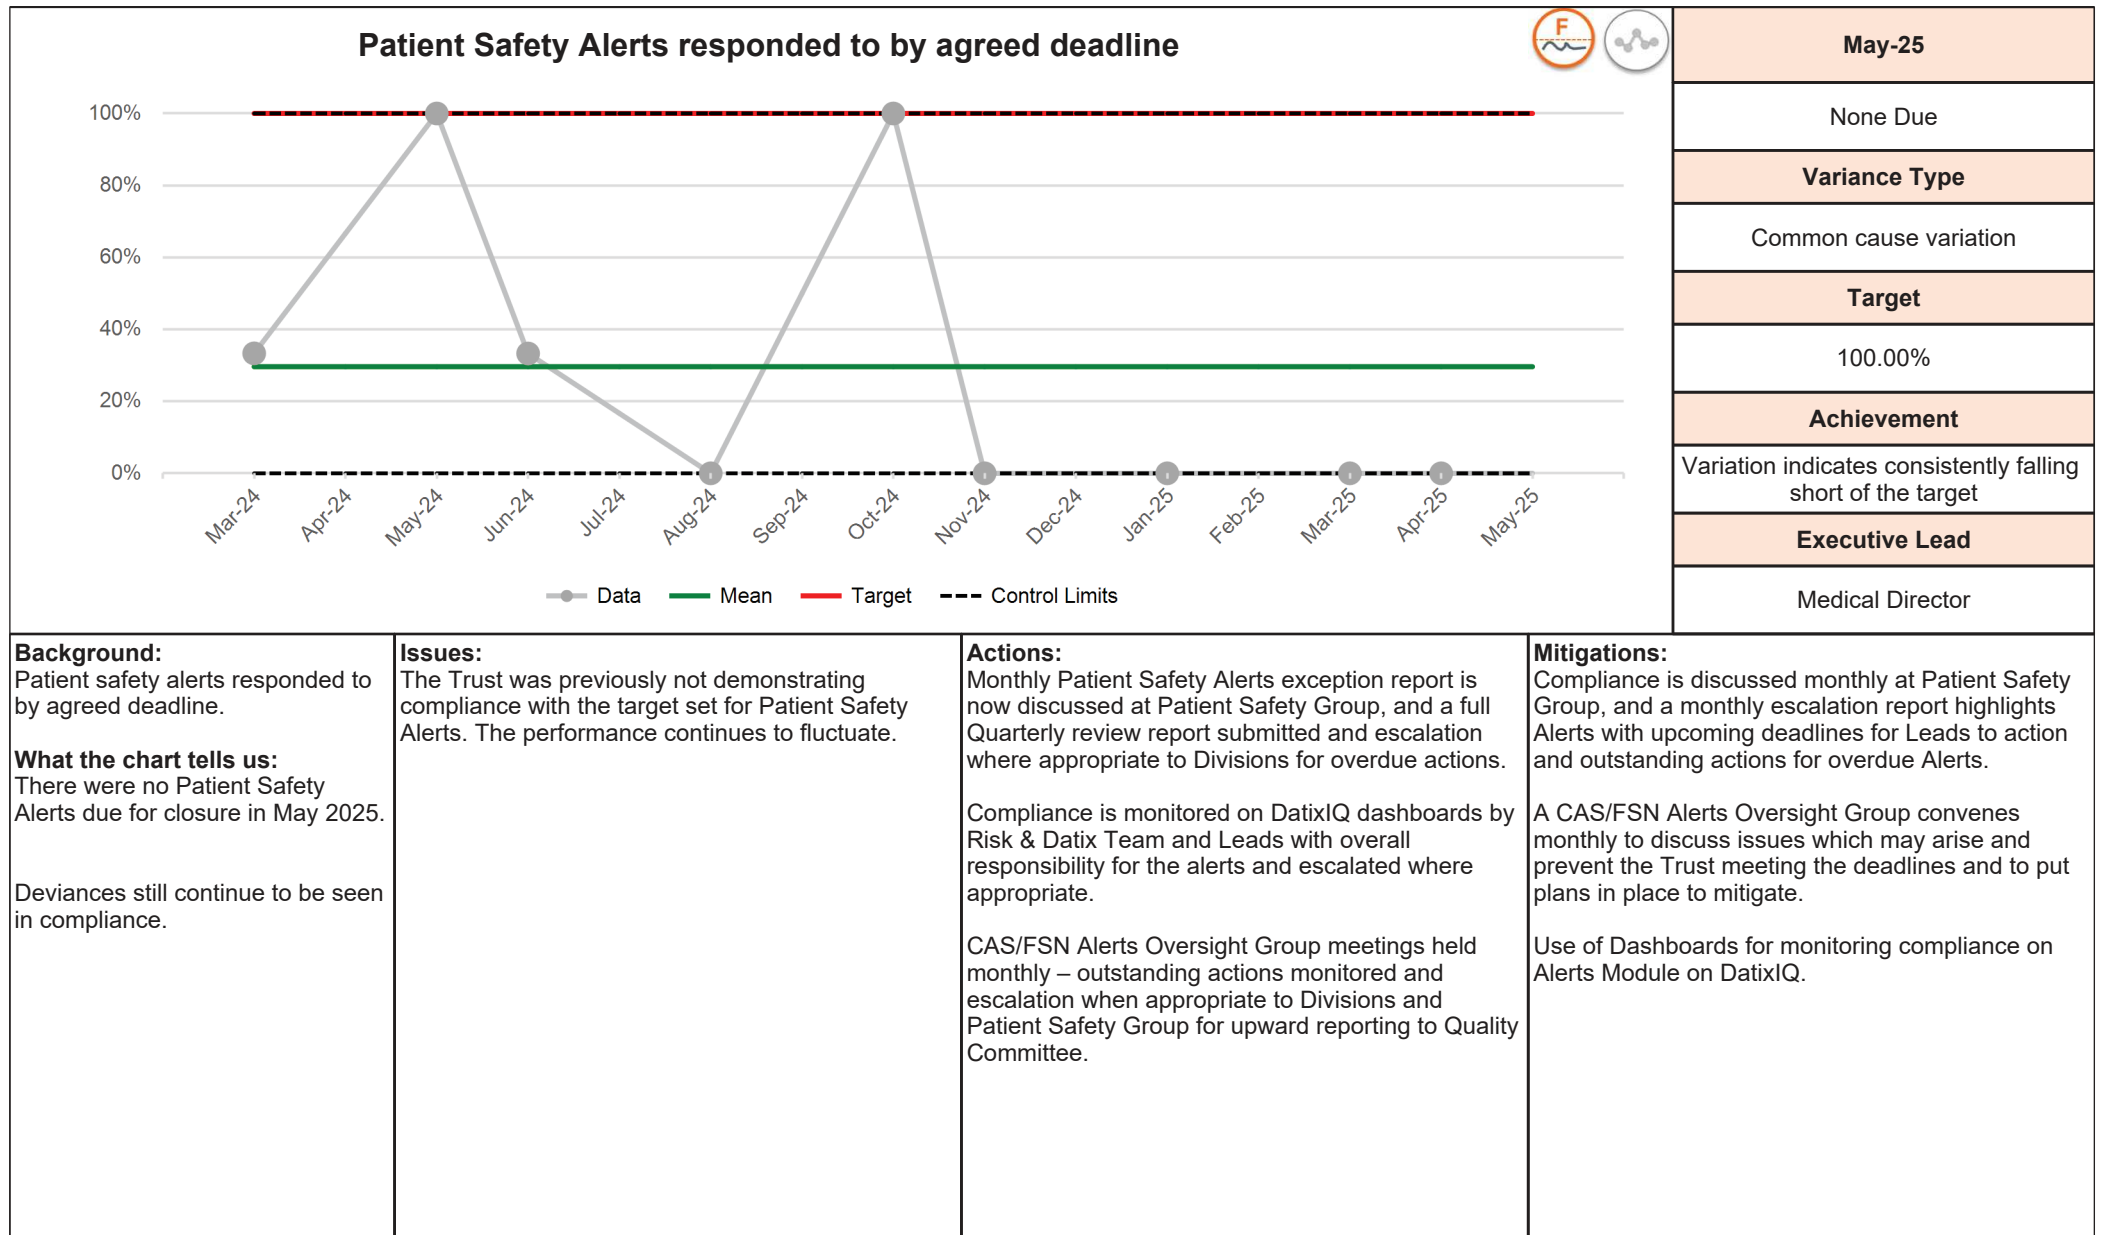 Patient Safety Alerts responded to by agreed deadline
F
100%
80%
60%
40%
20%
0%
Mar-24
Apr-24
May-24
Jun-24
Jul-24
Aug-24
Sep-24
Oct-24
Nov-24
Dec-24
Jan-25
Feb-25
Mar-25
Apr-25
May-25
Data
Mean
Target
Control Limits
May-25
None Due
Variance Type
Common cause variation
Target
100.00%
Achievement
Variation indicates consistently falling
short of the target
Executive Lead
Medical Director
Background:
Patient safety alerts responded to
by agreed deadline.
What the chart tells us:
There were no Patient Safety
Alerts due for closure in May 2025.
Deviances still continue to be seen
in compliance.
Issues:
The Trust was previously not demonstrating
compliance with the target set for Patient Safety
Alerts. The performance continues to fluctuate.
Actions:
Monthly Patient Safety Alerts exception report is
now discussed at Patient Safety Group, and a full
Quarterly review report submitted and escalation
where appropriate to Divisions for overdue actions.
Compliance is monitored on DatixIQ dashboards by
Risk & Datix Team and Leads with overall
responsibility for the alerts and escalated where
appropriate.
CAS/FSN Alerts Oversight Group meetings held
monthly – outstanding actions monitored and
escalation when appropriate to Divisions and
Patient Safety Group for upward reporting to Quality
Committee.
Mitigations:
Compliance is discussed monthly at Patient Safety
Group, and a monthly escalation report highlights
Alerts with upcoming deadlines for Leads to action
and outstanding actions for overdue Alerts.
A CAS/FSN Alerts Oversight Group convenes
monthly to discuss issues which may arise and
prevent the Trust meeting the deadlines and to put
plans in place to mitigate.
Use of Dashboards for monitoring compliance on
Alerts Module on DatixIQ.